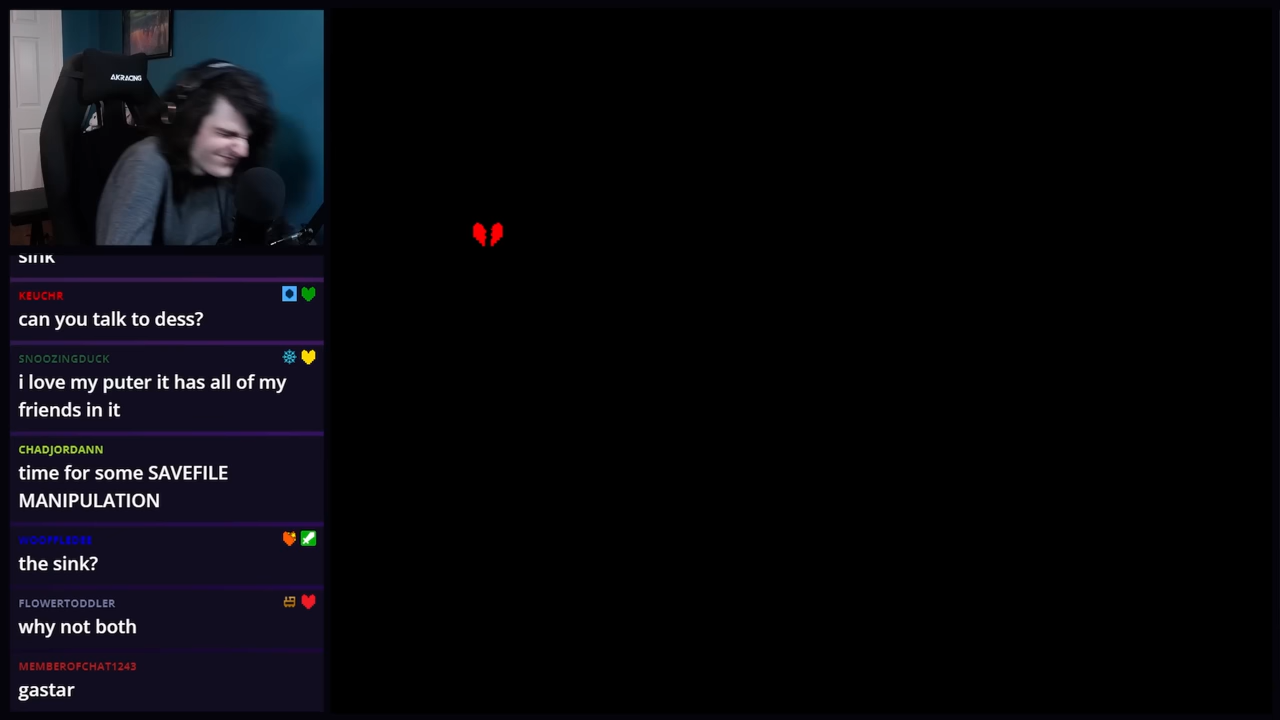 AKRACING
sink
KEUCHR
can you talk to dess?
SNOOZINGDUCK
i love my puter it has all of my
friends in it
CHADJORDANN
time for some SAVEFILE
MANIPULATION
the sink?
FLOWERTODDLER
why not both
MEMBEROFCHAT1243
gastar